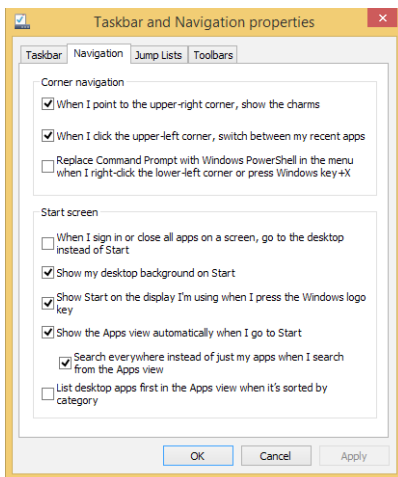 Taskbar and Navigation properties
Taskbar Navigation Jump Lists Toolbars
Corner navigation
When I point to the upper-right corner, show the charms
When I click the upper-left corner, switch between my recent apps
Replace Command Prompt with Windows PowerShell in the menu
when I right-click the lower-left corner or press Windows key+X
Start screen
When I sign in or close all apps on a screen, go to the desktop
instead of Start
Show my desktop background on Start
Show Start on the display I'm using when I press the Windows logo
key
Show the Apps view automatically when I go to Start
Search everywhere instead of just my apps when I search
from the Apps view
List desktop apps first in the Apps view when it's sorted by
category
OK Cancel Apply